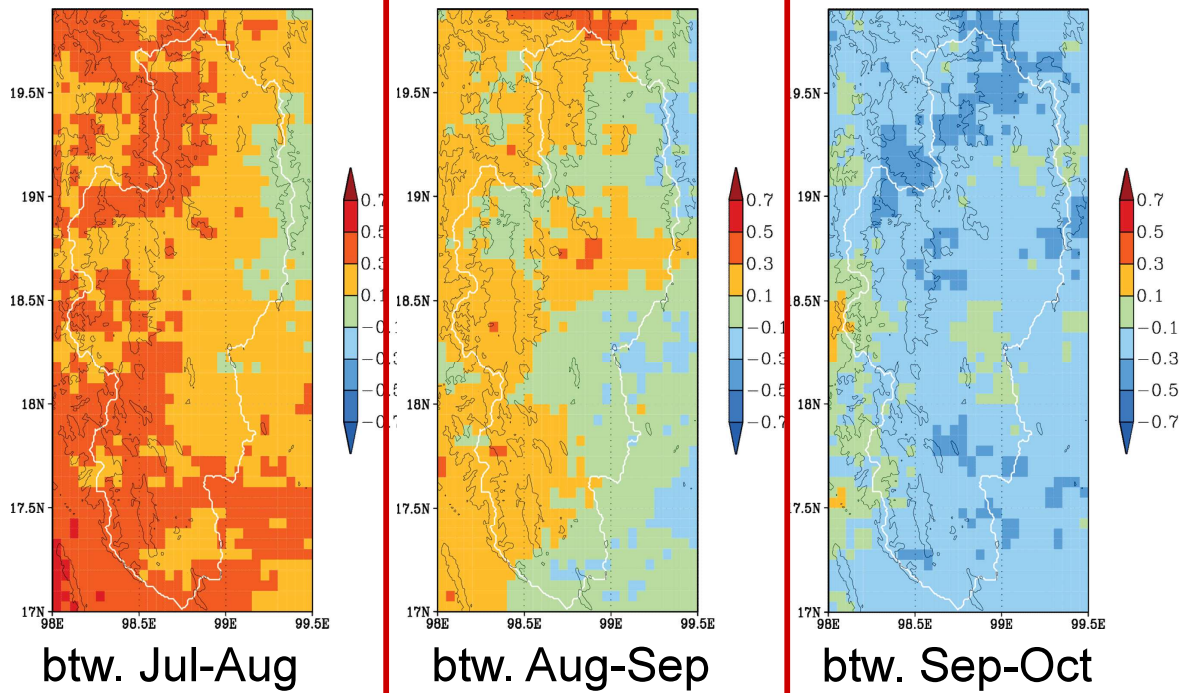 19.5N
19N
18.5N
18N
17.5N
17N
98E 98.5E 99E 99.5E
0.7
0.5
0.3
0.1
−0.1
−0.3
−0.5
−0.7
btw. Jul-Aug
19.5N
19N
18.5N
18N
17.5N
17N
98E 98.5E 99E 99.5E
0.7
0.5
0.3
0.1
−0.1
−0.3
−0.5
−0.7
btw. Aug-Sep
19.5N
19N
18.5N
18N
17.5N
17N
98E 98.5E 99E 99.5E
0.7
0.5
0.3
0.1
−0.1
−0.3
−0.5
−0.7
btw. Sep-Oct